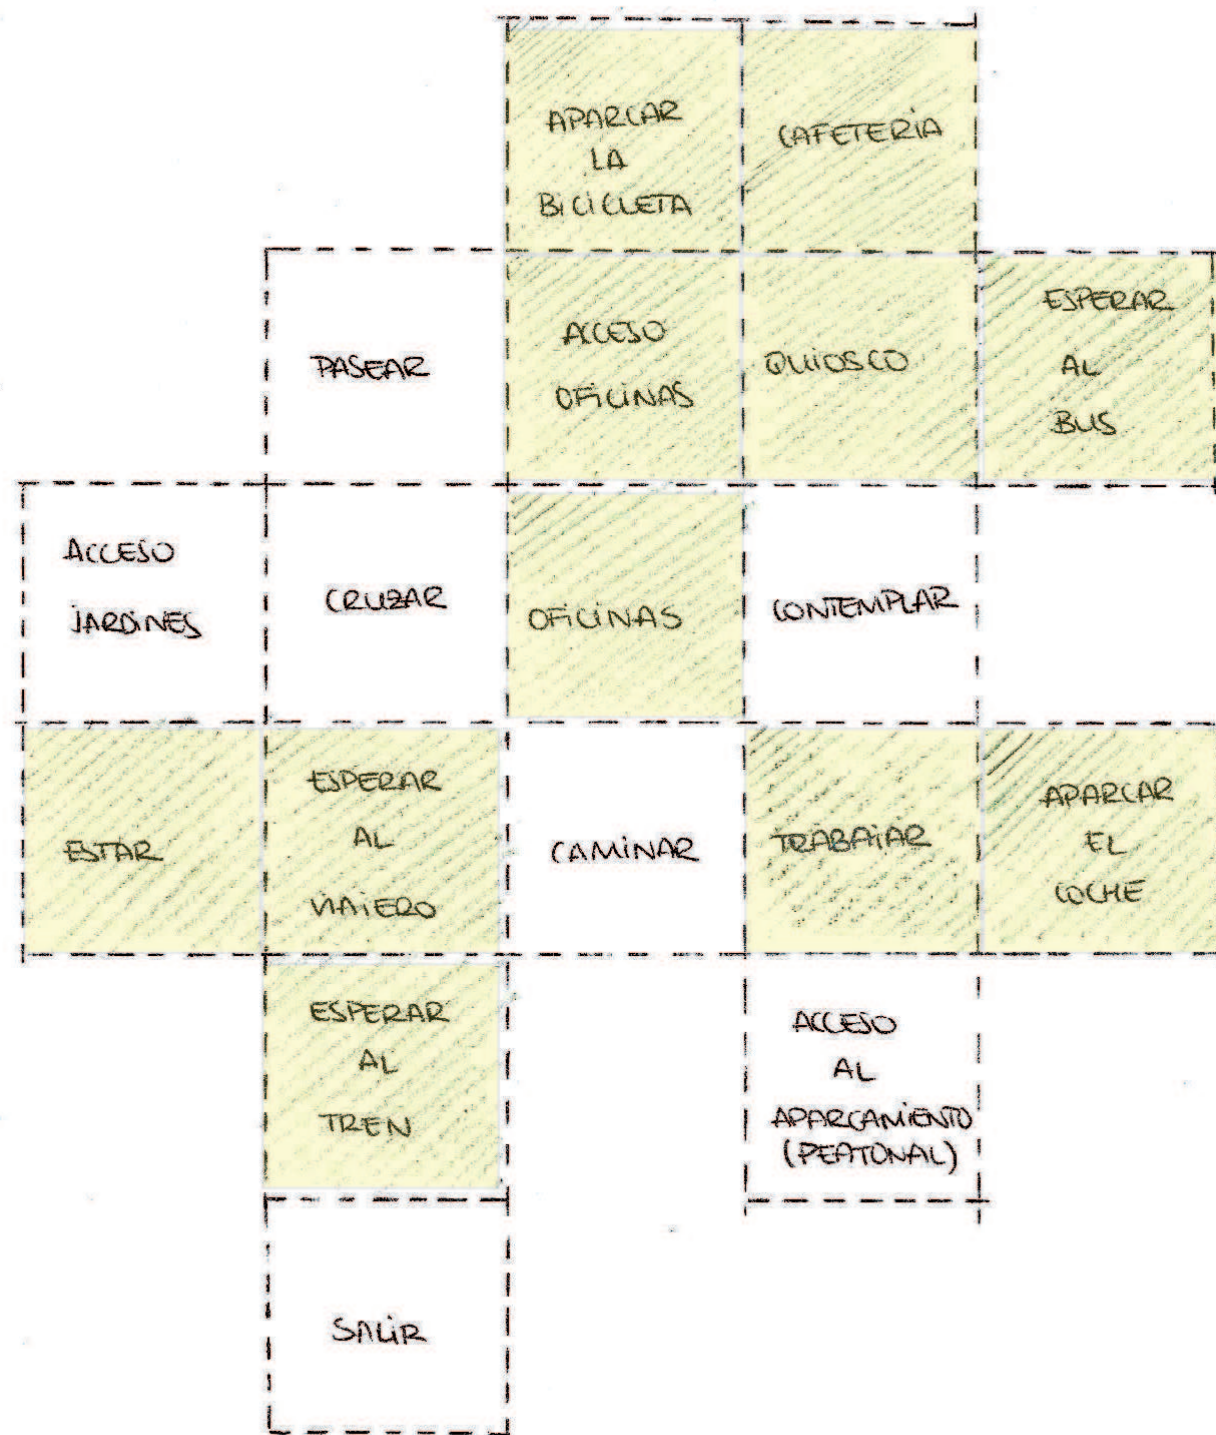 APARCAR
LA
BICICLETA
CAFETERÍA
PASEAR
ACCESO
OFICINAS
QUIOSCO
ESPERAR
AL
BUS
ACCESO
JARDINES
CRUZAR
OFICINAS
CONTEMPLAR
ESTAR
ESPERAR
AL
VIAJERO
CAMINAR
TRABAJAR
APARCAR
EL
COCHE
ESPERAR
AL
TREN
ACCESO
AL
APARCAMIENTO
(PEATONAL)
SALIR